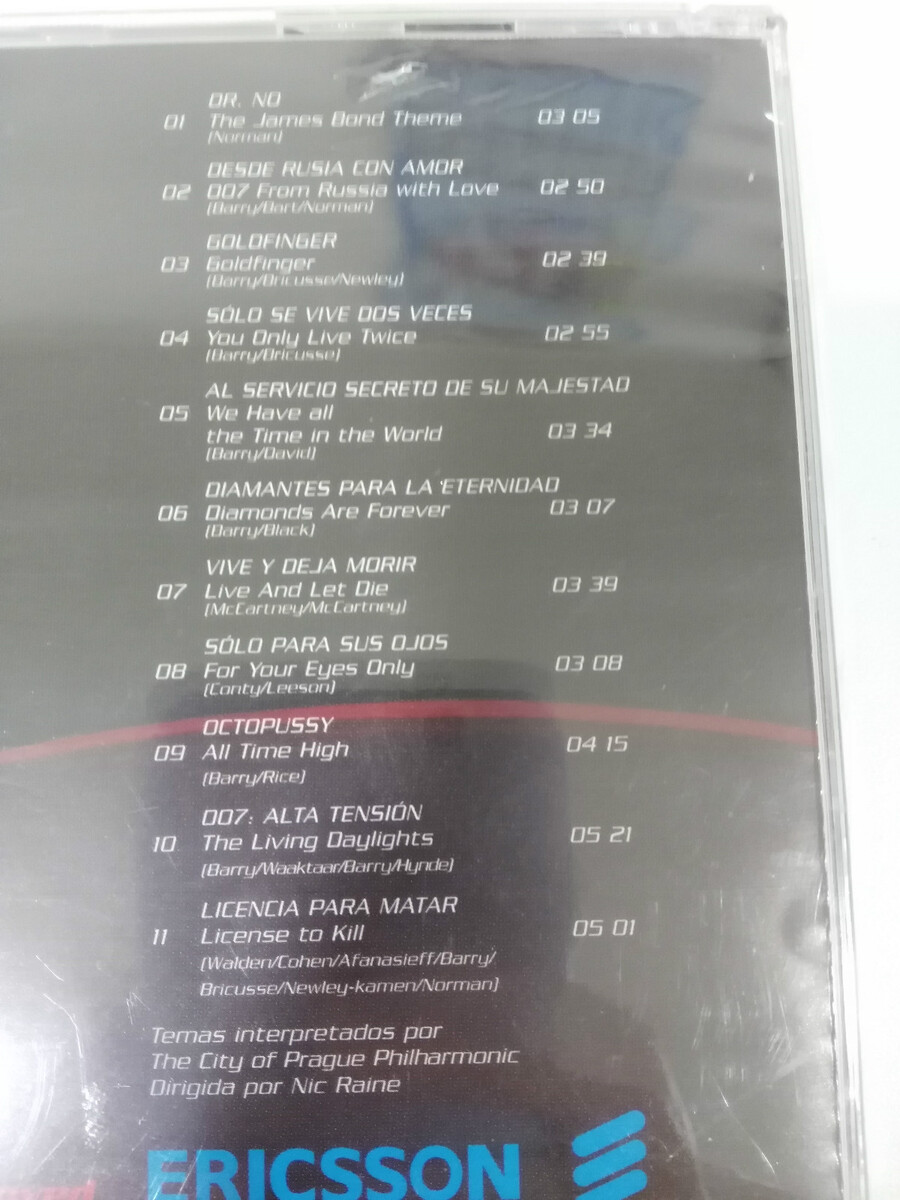 DR. NO
01 The James Bond Theme 03 05
(Norman)
DESDE RUSIA CON AMOR
02 007 From Russia with Love 02 50
(Barry/Bart/Norman)
GOLDFINGER
03 Goldfinger 02 39
(Barry/Bricusse/Newley)
SÓLO SE VIVE DOS VECES
04 You Only Live Twice 02 55
(Barry/Bricusse)
AL SERVICIO SECRETO DE SU MAJESTAD
05 We Have all
the Time in the World 03 34
(Barry/David)
DIAMANTES PARA LA ETERNIDAD
06 Diamonds Are Forever 03 07
(Barry/Black)
VIVE Y DEJA MORIR
07 Live And Let Die 03 39
(McCartney/McCartney)
SÓLO PARA SUS OJOS
08 For Your Eyes Only 03 08
(Conty/Leeson)
OCTOPUSSY
09 All Time High 04 15
(Barry/Rice)
007: ALTA TENSIÓN
10 The Living Daylights 05 21
(Barry/Waaktaar/Barry/Hynde)
LICENCIA PARA MATAR
11 License to Kill 05 01
(Walden/Cohen/Afanasieff/Barry/
Bricusse/Newley-kamen/Norman)
Temas interpretados por
The City of Prague Philharmonic
Dirigida por Nic Raine
ERICSSON